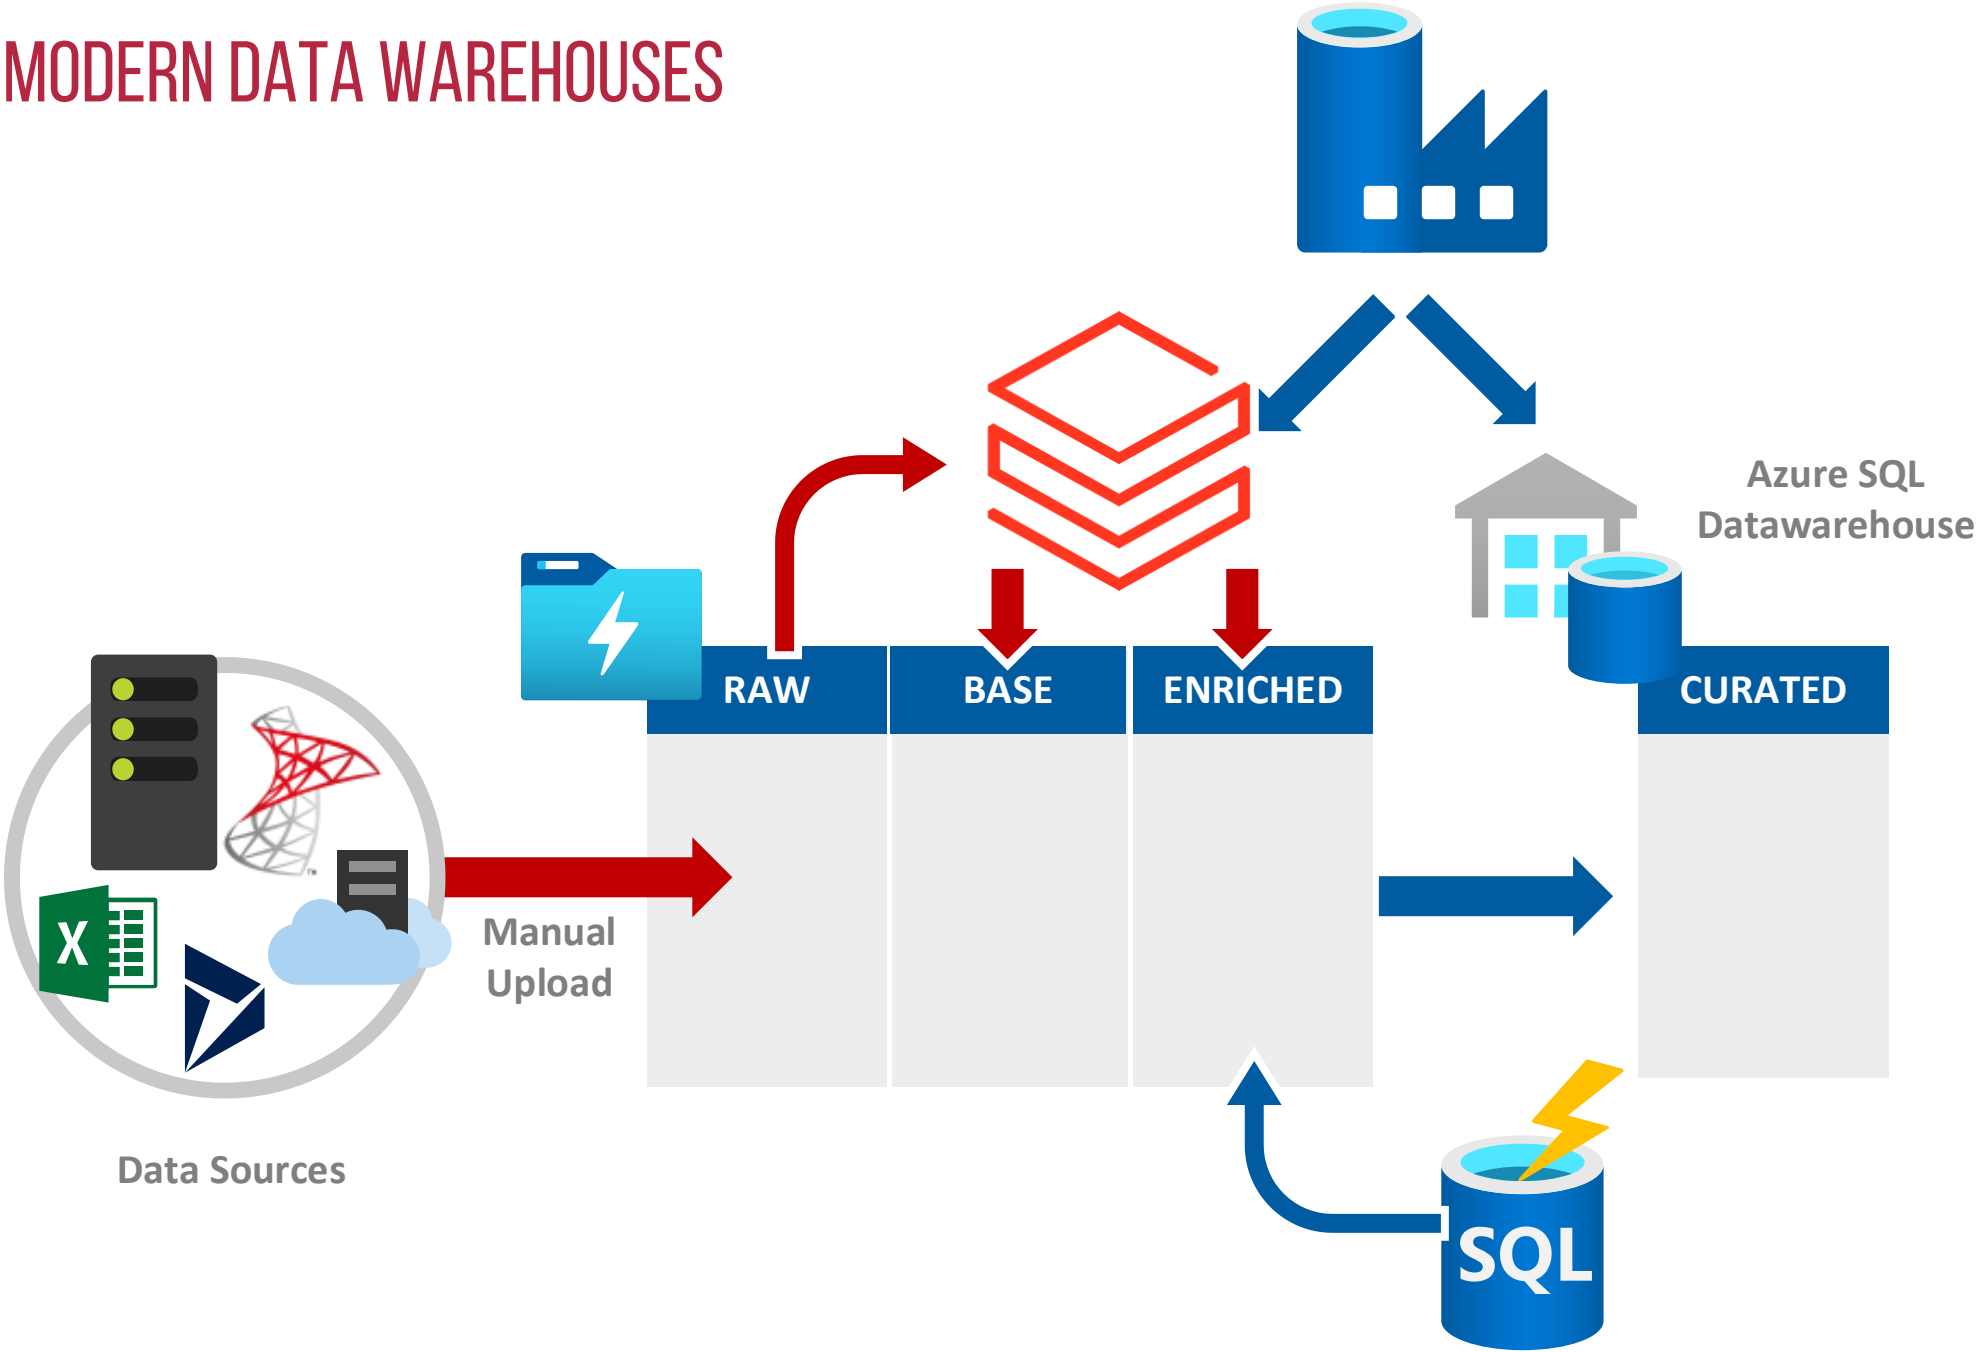 MODERN DATA WAREHOUSES
Azure SQL
Datawarehouse
RAW
BASE
ENRICHED
CURATED
X
Manual
Upload
Data Sources
SQL